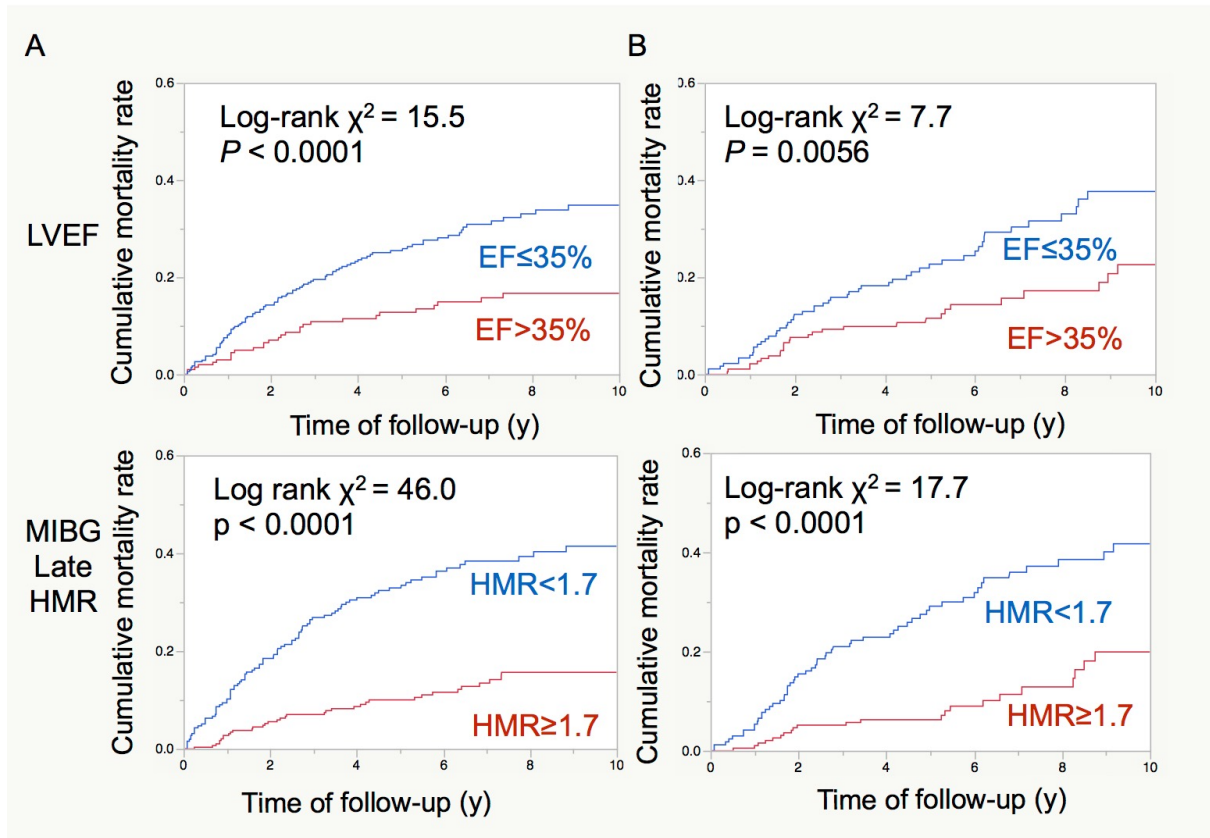 A
B
LVEF
Cumulative mortality rate
0.6
0.4
0.2
0.0
Log-rank χ² = 15.5
P < 0.0001
EF≤35%
EF>35%
0 2 4 6 8 10
Time of follow-up (y)
Cumulative mortality rate
0.6
0.4
0.2
0.0
Log-rank χ² = 7.7
P = 0.0056
EF≤35%
EF>35%
0 2 4 6 8 10
Time of follow-up (y)
MIBG
Late
HMR
Cumulative mortality rate
0.6
0.4
0.2
0.0
Log rank χ² = 46.0
p < 0.0001
HMR<1.7
HMR≥1.7
0 2 4 6 8 10
Time of follow-up (y)
Cumulative mortality rate
0.6
0.4
0.2
0.0
Log-rank χ² = 17.7
p < 0.0001
HMR<1.7
HMR≥1.7
0 2 4 6 8 10
Time of follow-up (y)